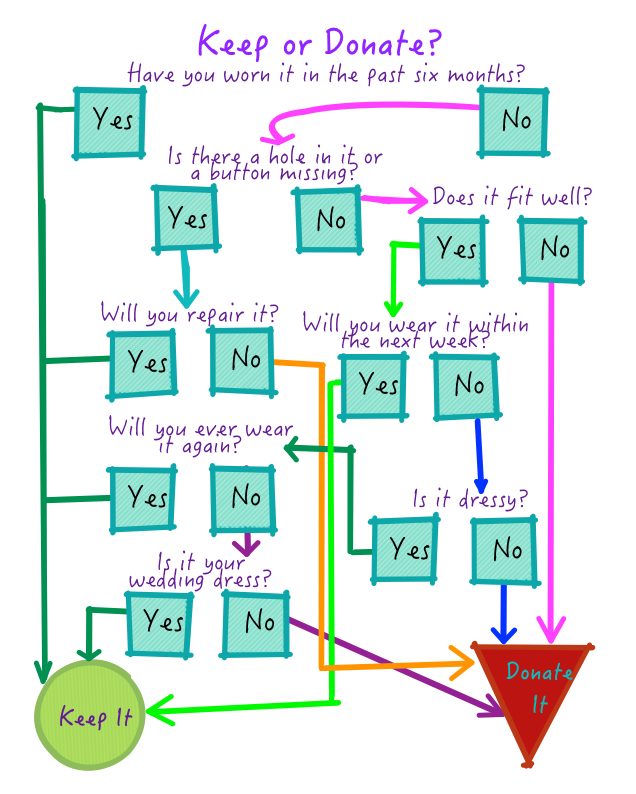 Keep or Donate?
Have you worn it in the past six months?
Yes
No
Is there a hole in it or
a button missing?
Yes
No
Does it fit well?
Yes
No
Will you repair it?
Yes
No
Will you wear it within
the next week?
Yes
No
Will you ever wear
it again?
Yes
No
Is it dressy?
Yes
No
Is it your
wedding dress?
Yes
No
Keep It
Donate
It